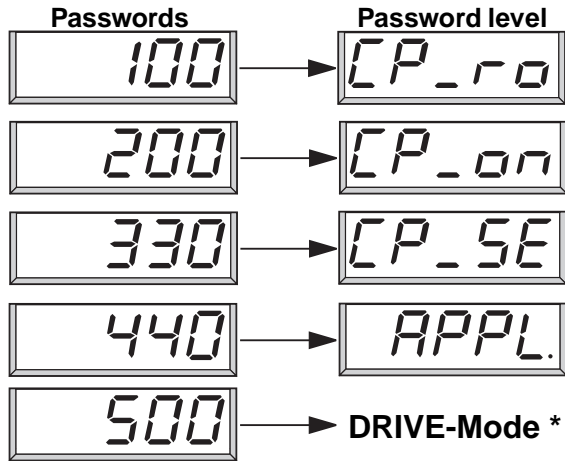 Passwords Password level
100 CP_ro
200 CP_on
330 CP_SE
440 APPL.
500 DRIVE-Mode *